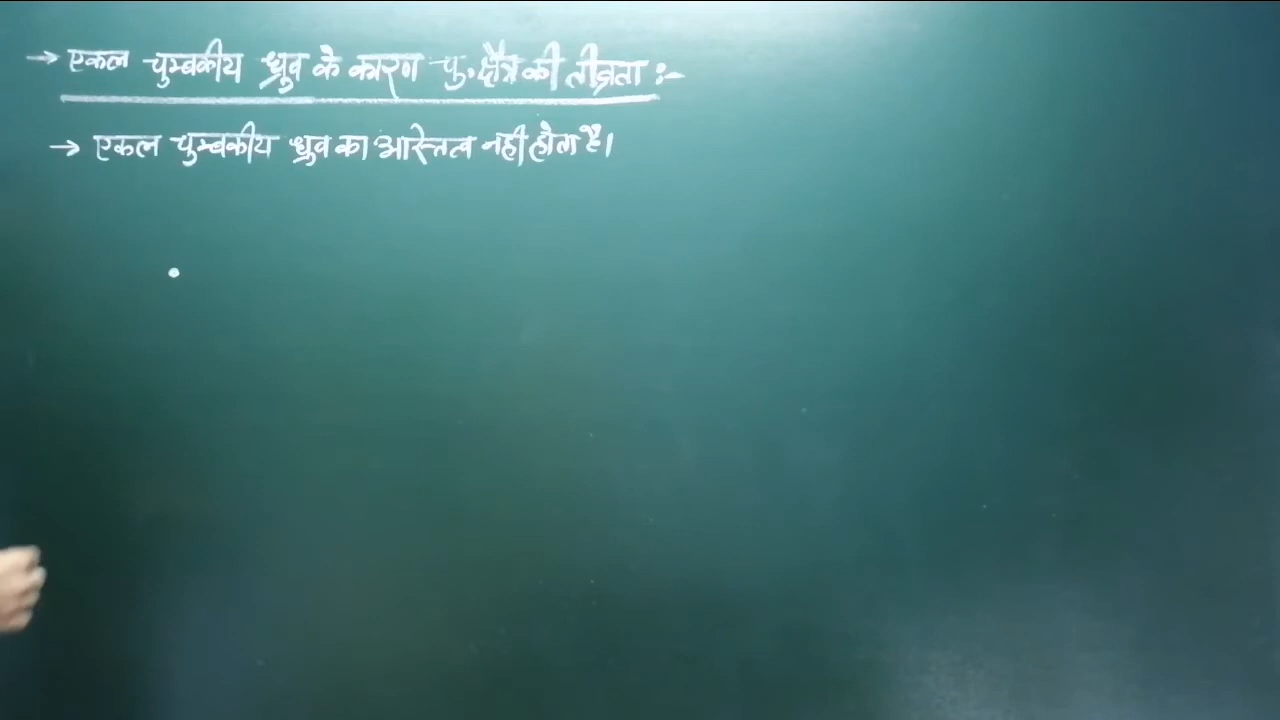 → एकल चुम्बकीय ध्रुव के कारण चु. क्षेत्र की तीव्रता :-
→ एकल चुम्बकीय ध्रुव का अस्तित्व नही होता है।